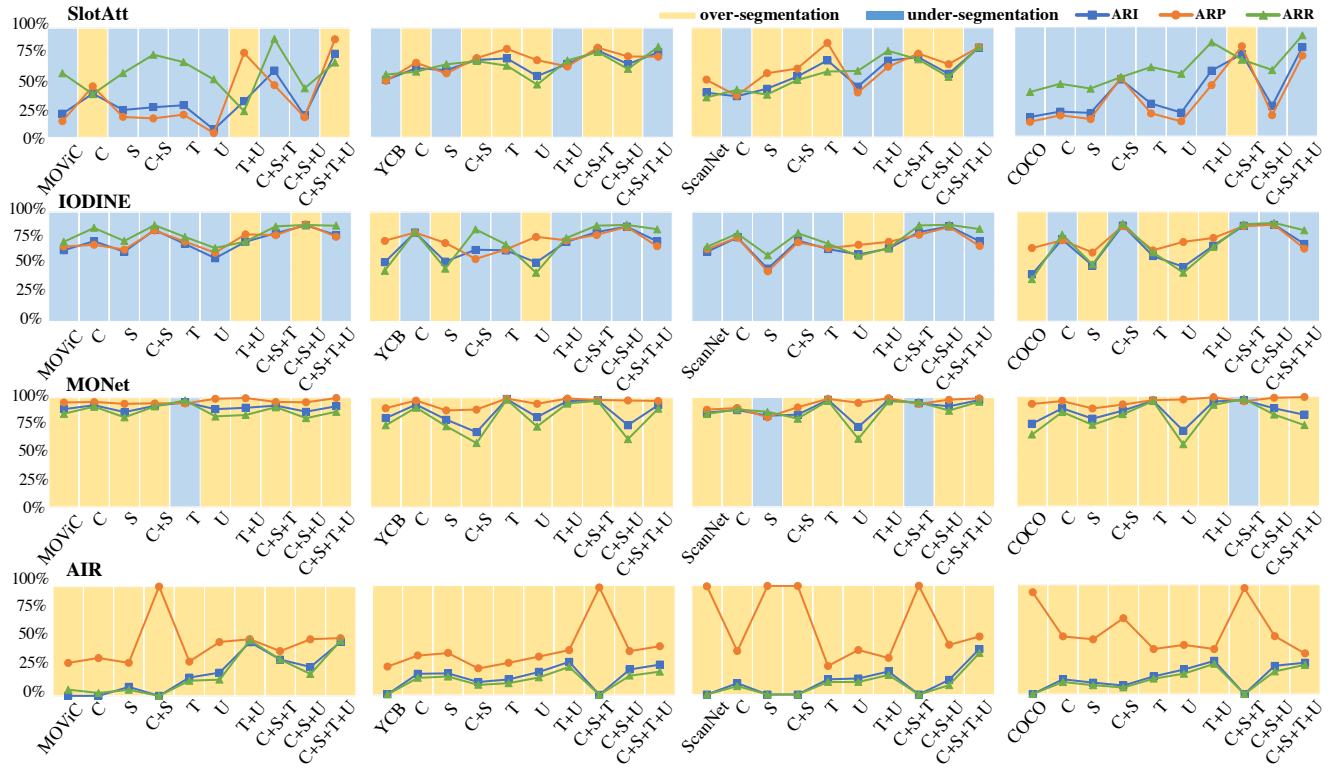 SlotAtt
over-segmentation under-segmentation ARI ARP ARR
100%
75%
50%
25%
0%
MOViC C S C+S T U T+U C+S+T C+S+U C+S+T+U
YCB C S C+S T U T+U C+S+T C+S+U C+S+T+U
ScanNet C S C+S T U T+U C+S+T C+S+U C+S+T+U
COCO C S C+S T U T+U C+S+T C+S+U C+S+T+U
IODINE
100%
75%
50%
25%
0%
MOViC C S C+S T U T+U C+S+T C+S+U C+S+T+U
YCB C S C+S T U T+U C+S+T C+S+U C+S+T+U
ScanNet C S C+S T U T+U C+S+T C+S+U C+S+T+U
COCO C S C+S T U T+U C+S+T C+S+U C+S+T+U
MONet
100%
75%
50%
25%
0%
MOViC C S C+S T U T+U C+S+T C+S+U C+S+T+U
YCB C S C+S T U T+U C+S+T C+S+U C+S+T+U
ScanNet C S C+S T U T+U C+S+T C+S+U C+S+T+U
COCO C S C+S T U T+U C+S+T C+S+U C+S+T+U
AIR
100%
75%
50%
25%
0%
MOViC C S C+S T U T+U C+S+T C+S+U C+S+T+U
YCB C S C+S T U T+U C+S+T C+S+U C+S+T+U
ScanNet C S C+S T U T+U C+S+T C+S+U C+S+T+U
COCO C S C+S T U T+U C+S+T C+S+U C+S+T+U